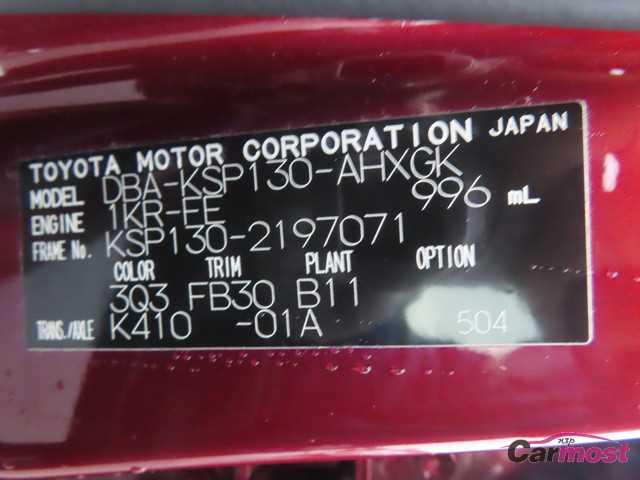 TOYOTA MOTOR CORPORATION JAPAN
MODEL DBA-KSP130-AHXGK
ENGINE 1KR-FE 996 mL
FRAME No. KSP130-2197071
COLOR TRIM PLANT OPTION
3Q3 FB30 B11
TRANS./AXLE K410 -01A 504
Carmost